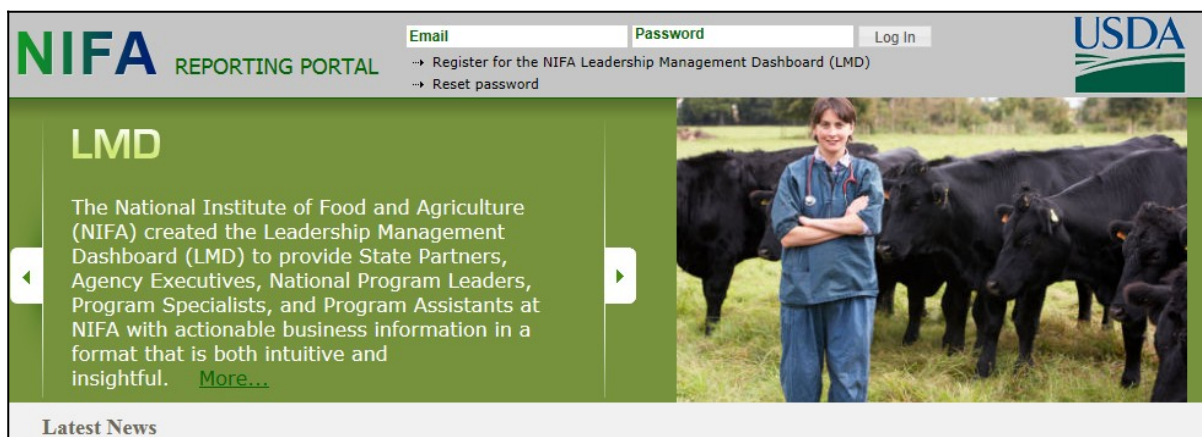 NIFA REPORTING PORTAL
Email
Password
Log In
Register for the NIFA Leadership Management Dashboard (LMD)
Reset password
USDA
LMD
The National Institute of Food and Agriculture
(NIFA) created the Leadership Management
Dashboard (LMD) to provide State Partners,
Agency Executives, National Program Leaders,
Program Specialists, and Program Assistants at
NIFA with actionable business information in a
format that is both intuitive and
insightful. More...
Latest News